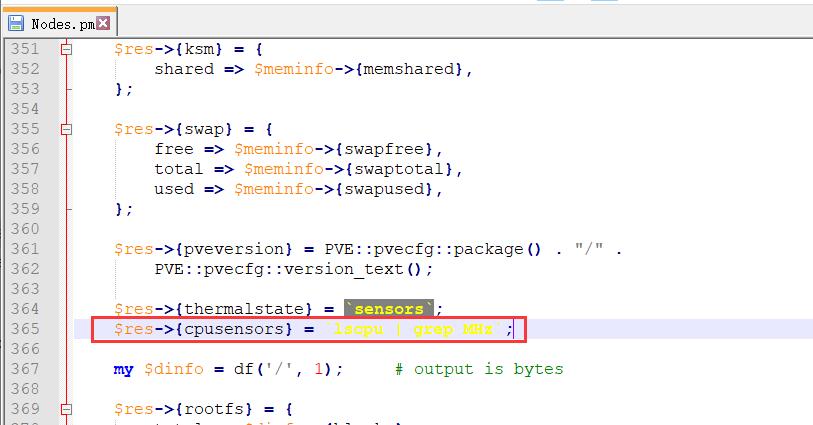 Nodes.pm
351 $res->{ksm} = {
352 shared => $meminfo->{memshared},
353 };
354
355 $res->{swap} = {
356 free => $meminfo->{swapfree},
357 total => $meminfo->{swaptotal},
358 used => $meminfo->{swapused},
359 };
360
361 $res->{pveversion} = PVE::pvecfg::package() . "/" .
362 PVE::pvecfg::version_text();
363
364 $res->{thermalstate} = `sensors`;
365 $res->{cpusensors} = `lscpu | grep MHz`;
366
367 my $dinfo = df('/', 1); # output is bytes
368
369 $res->{rootfs} = {